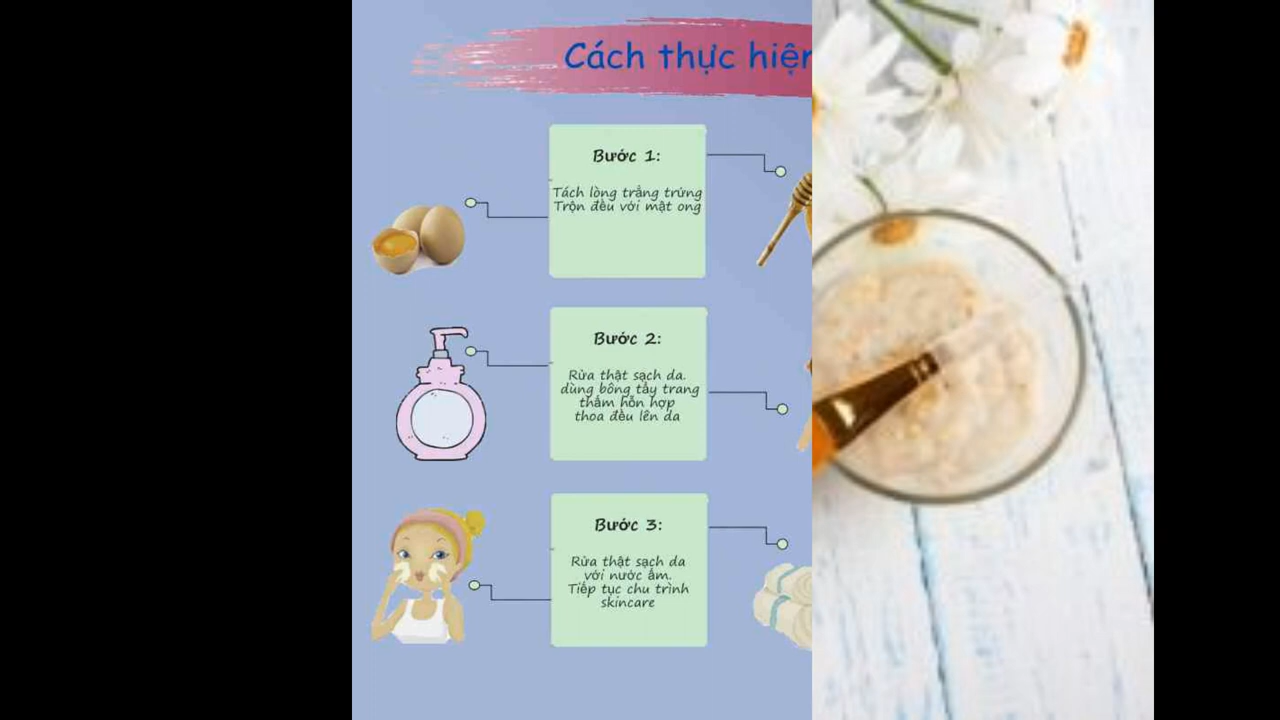 Cách thực hiện
Bước 1:
Tách lòng trắng trứng
Trộn đều với mật ong
Bước 2:
Rửa thật sạch da.
dùng bông tẩy trang
thấm hỗn hợp
thoa đều lên da
Bước 3:
Rửa thật sạch da
với nước ấm.
Tiếp tục chu trình
skincare